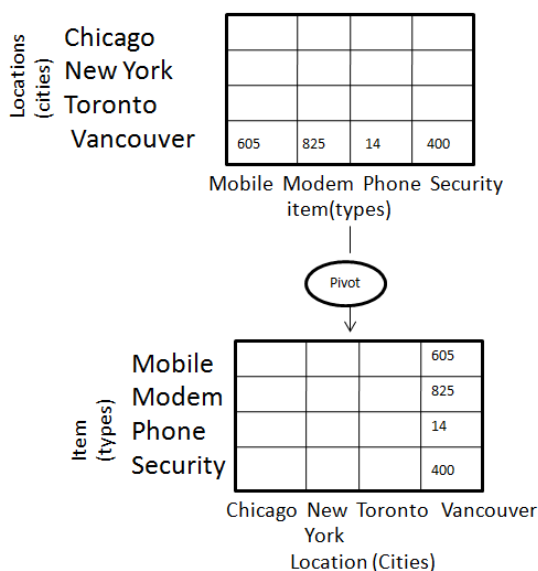 Locations
(cities)
Chicago
New York
Toronto
Vancouver
605 825 14 400
Mobile Modem Phone Security
item(types)
Pivot
Item
(types)
Mobile
Modem
Phone
Security
605
825
14
400
Chicago New Toronto Vancouver
York
Location (Cities)